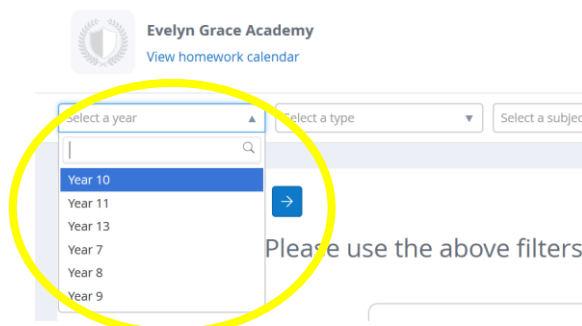 Evelyn Grace Academy
View homework calendar
Select a year
Select a type
Select a subjec
Year 10
Year 11
Year 13
Year 7
Year 8
Year 9
Please use the above filters